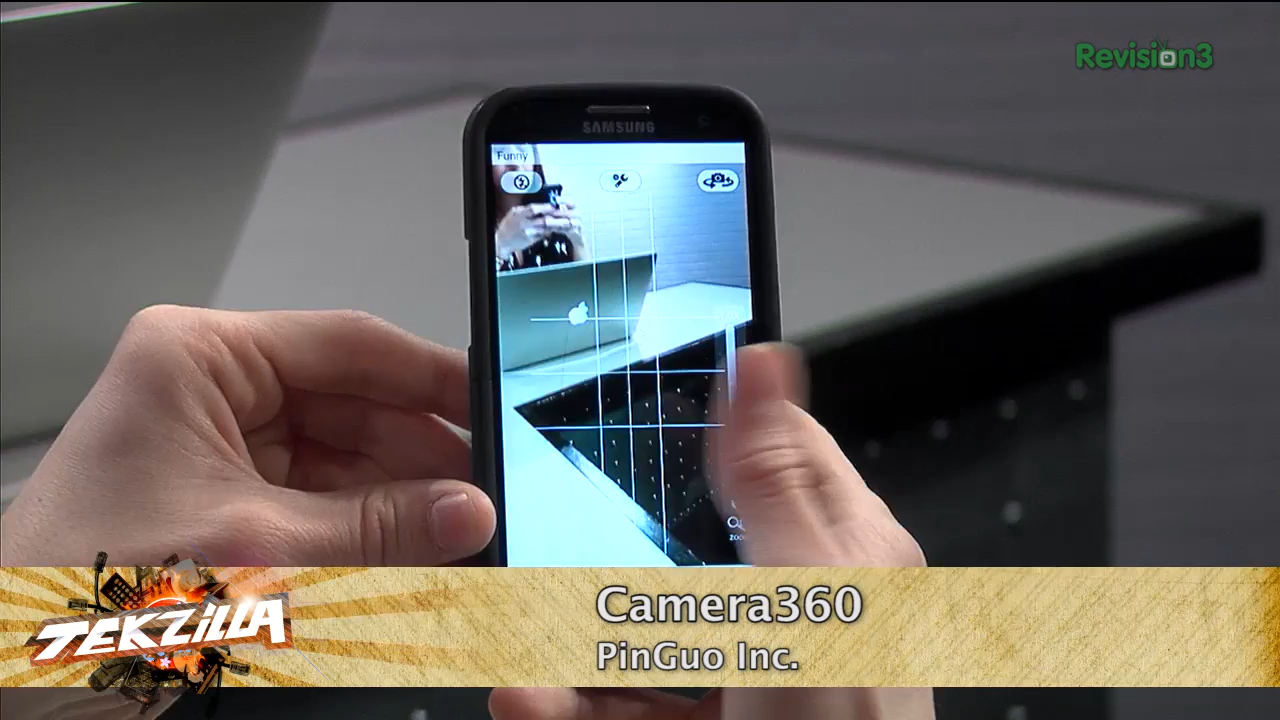 Revision3
SAMSUNG
Funny
TEKZILLA
Camera360
PinGuo Inc.